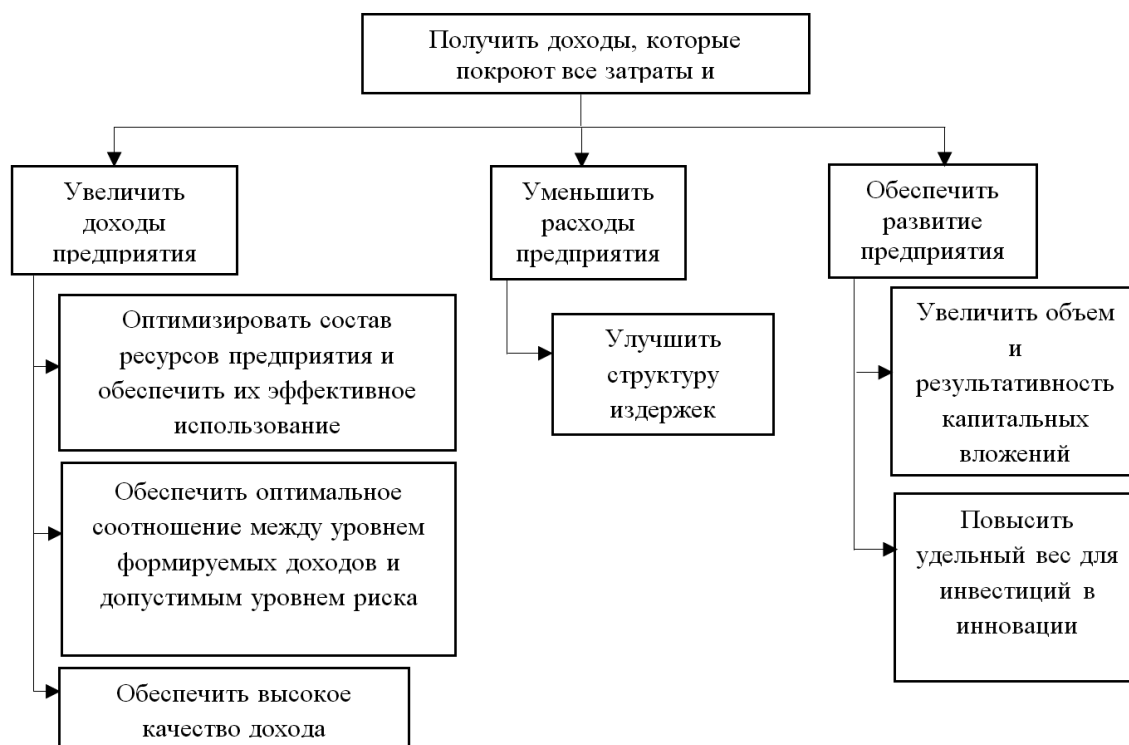 Получить доходы, которые
покроют все затраты и
Увеличить
доходы
предприятия
Уменьшить
расходы
предприятия
Обеспечить
развитие
предприятия
Оптимизировать состав
ресурсов предприятия и
обеспечить их эффективное
использование
Обеспечить оптимальное
соотношение между уровнем
формируемых доходов и
допустимым уровнем риска
Обеспечить высокое
качество дохода
Улучшить
структуру
издержек
Увеличить объем
и
результативность
капитальных
вложений
Повысить
удельный вес для
инвестиций в
инновации